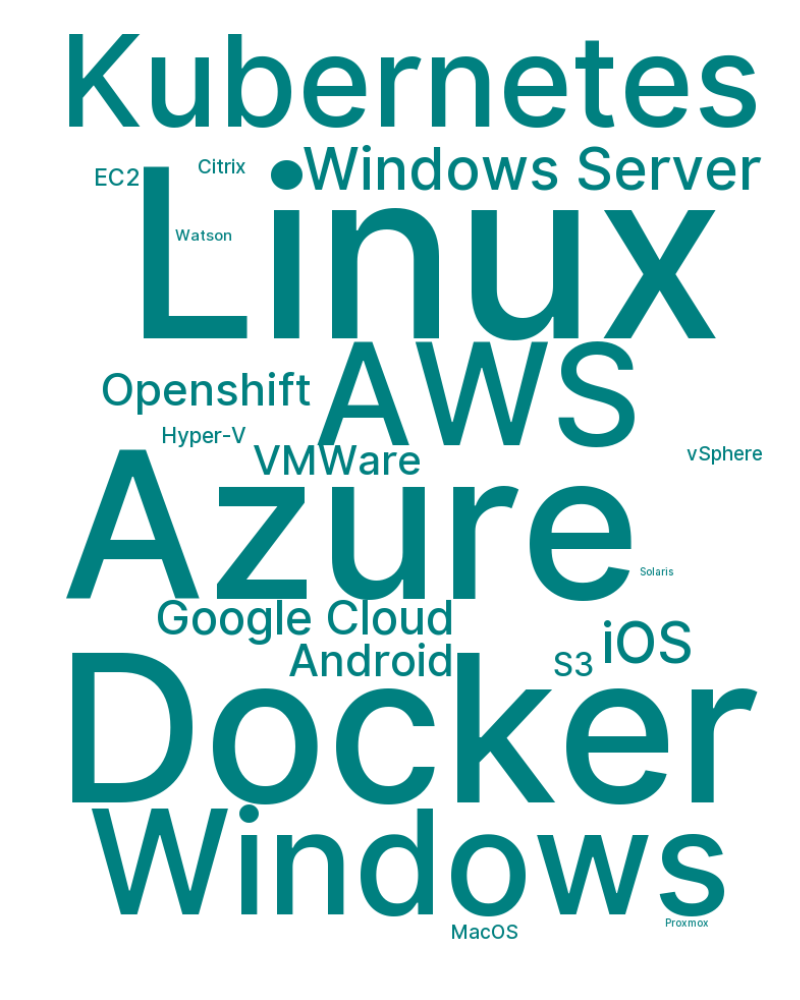 Kubernetes
Windows Server
EC2
Citrix
Linux
Watson
AWS
Openshift
Hyper-V
VMWare
vSphere
Azure
Solaris
Google Cloud
iOS
Android
S3
Docker
Windows
Proxmox
MacOS